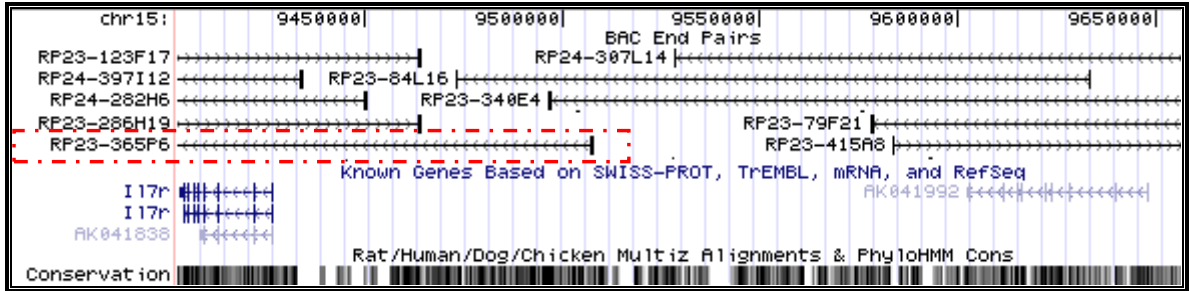 chr15: 9450000| 9500000| 9550000| 9600000| 9650000|
BAC End Pairs
RP23-123F17 RP24-307L14
RP24-397I12 RP23-84L16
RP24-282H6 RP23-340E4
RP23-286H19 RP23-79F21
RP23-365P6 RP23-415A8
Known Genes Based on SWISS-PROT, TrEMBL, mRNA, and RefSeq
Il7r AK041992
Il7r
AK041838
Rat/Human/Dog/Chicken Multiz Alignments & PhyloHMM Cons
Conservation